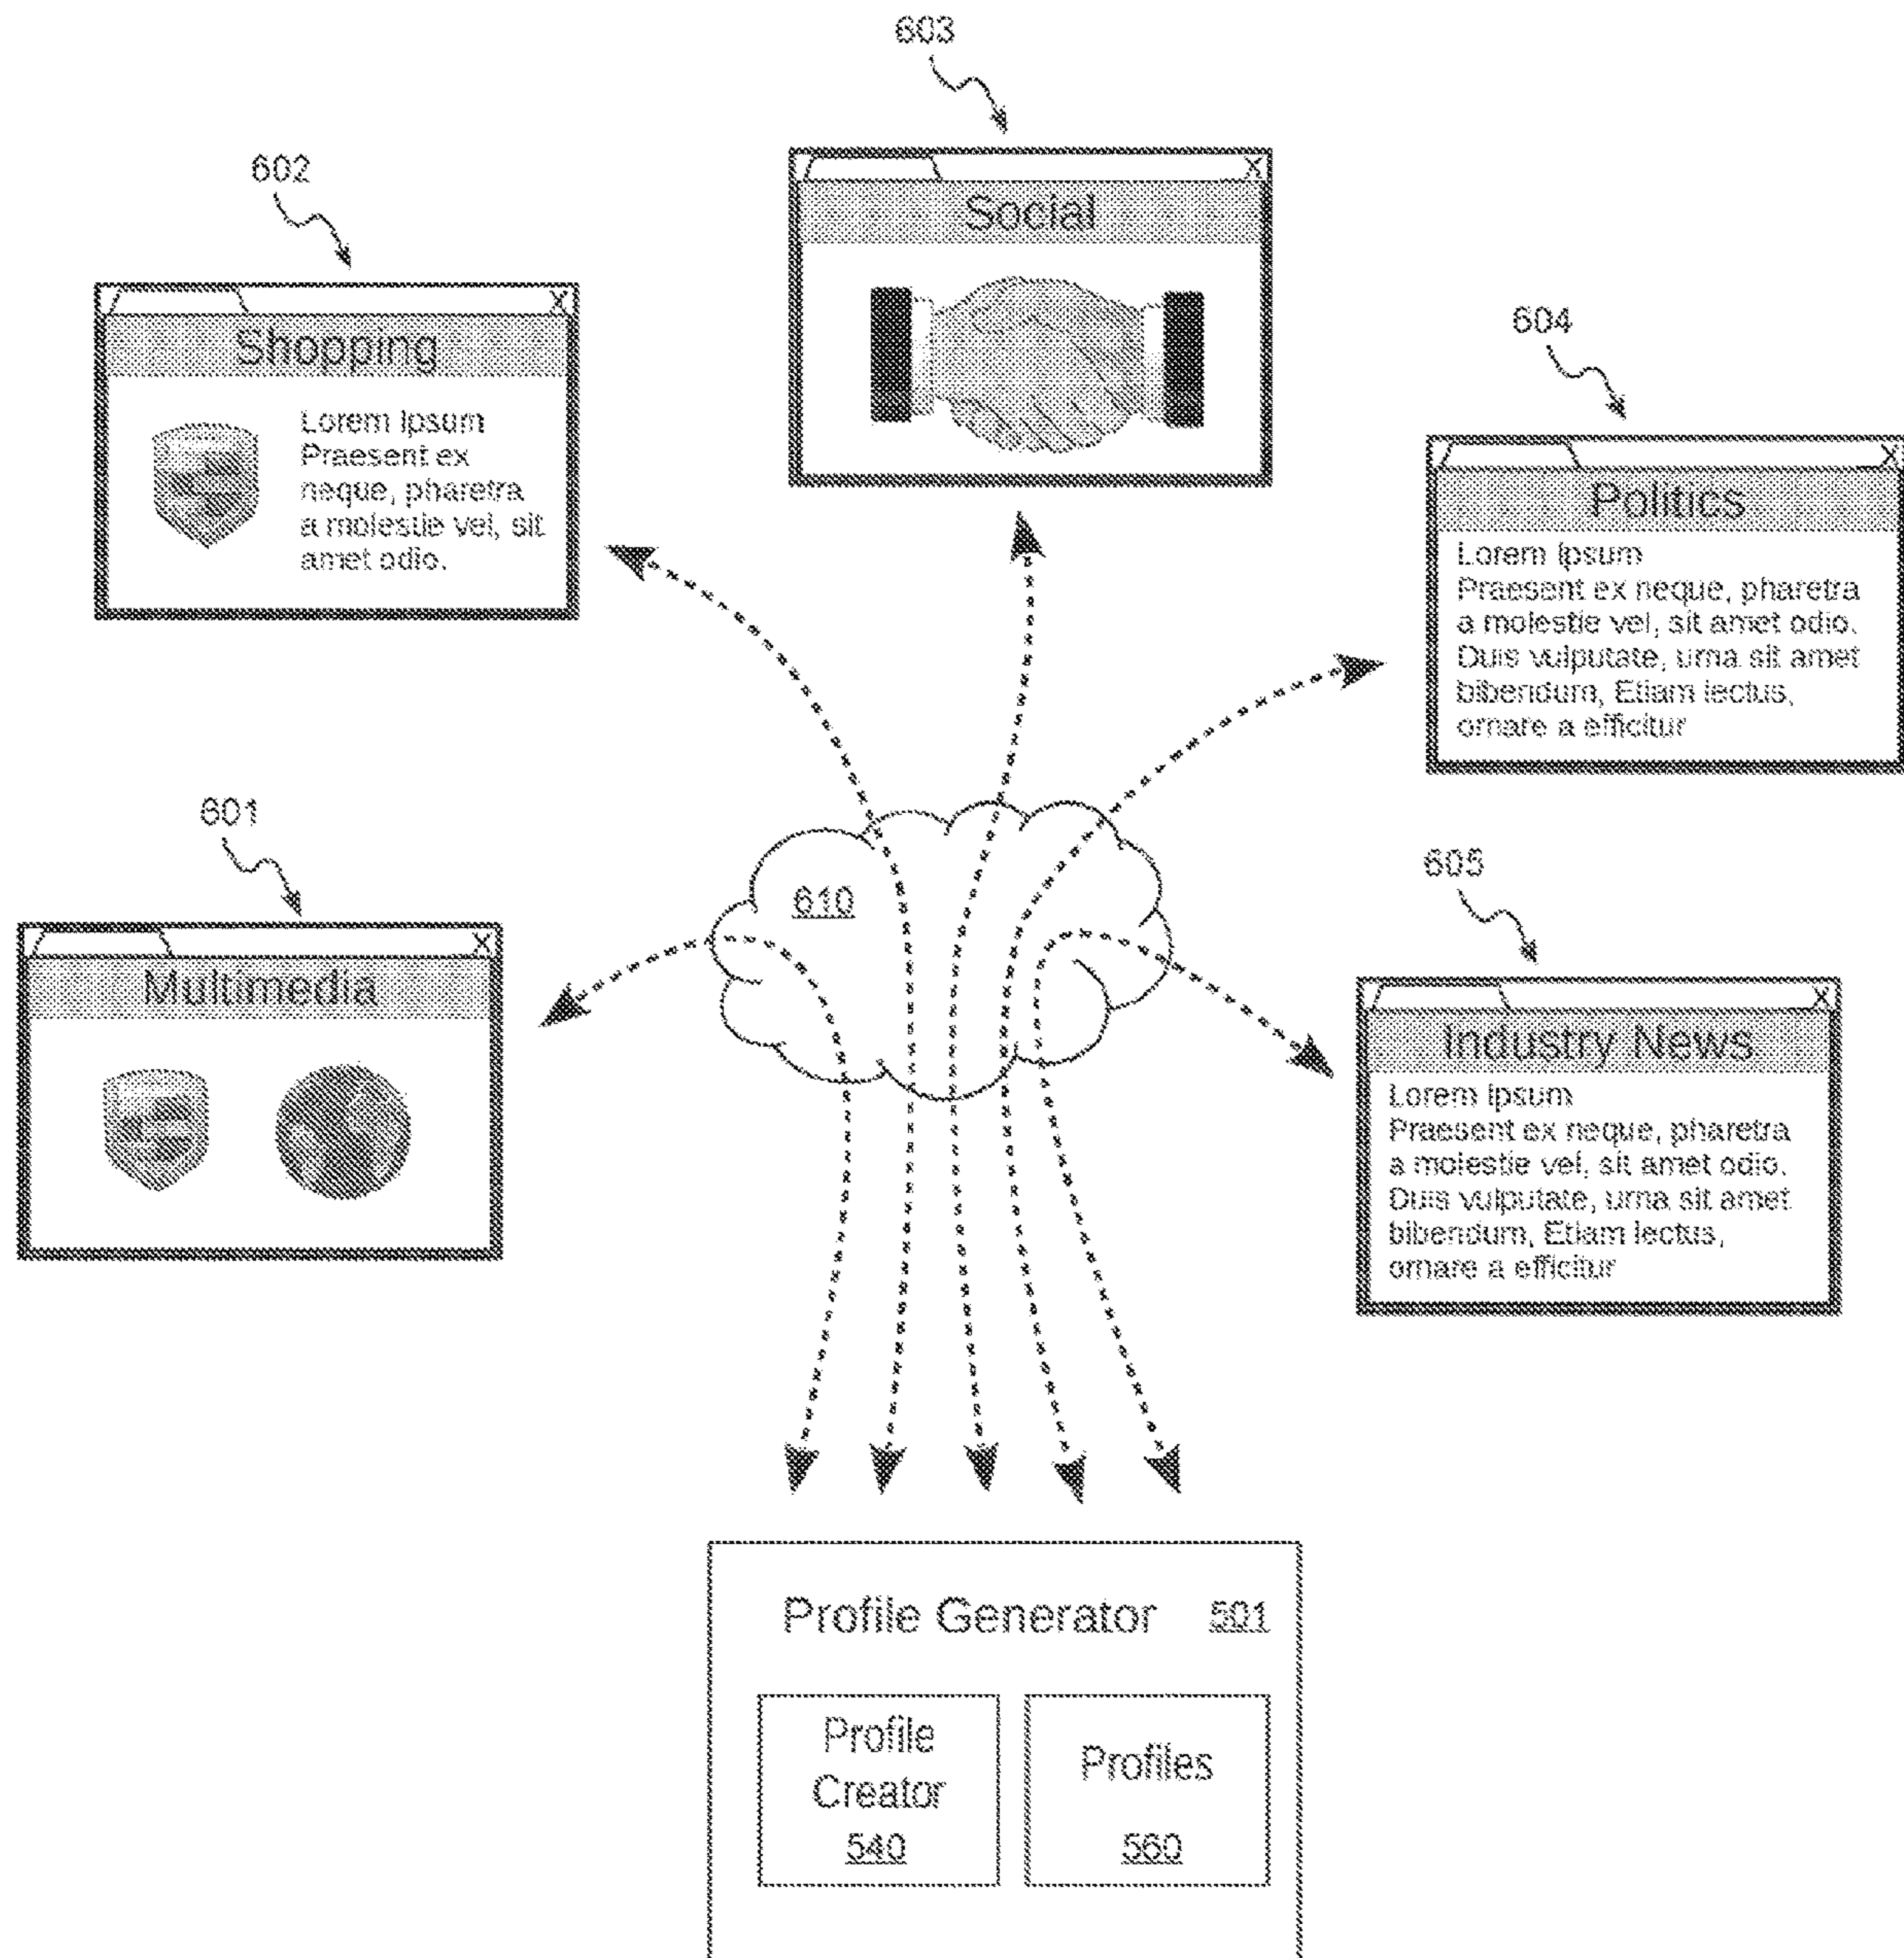 603
602
X
Social
X
Shopping
Lorem Ipsum
Praesent ex
neque, pharetra
a molestie vel, sit
amet odio.
604
X
Politics
Lorem Ipsum
Praesent ex neque, pharetra
a molestie vel, sit amet odio.
Duis vulputate, urna sit amet
bibendum, Etiam lectus,
ornare a efficitur
601
X
Multimedia
610
605
X
Industry News
Lorem Ipsum
Praesent ex neque, pharetra
a molestie vel, sit amet odio.
Duis vulputate, urna sit amet
bibendum, Etiam lectus,
ornare a efficitur
Profile Generator 501
Profile
Creator
540
Profiles
560